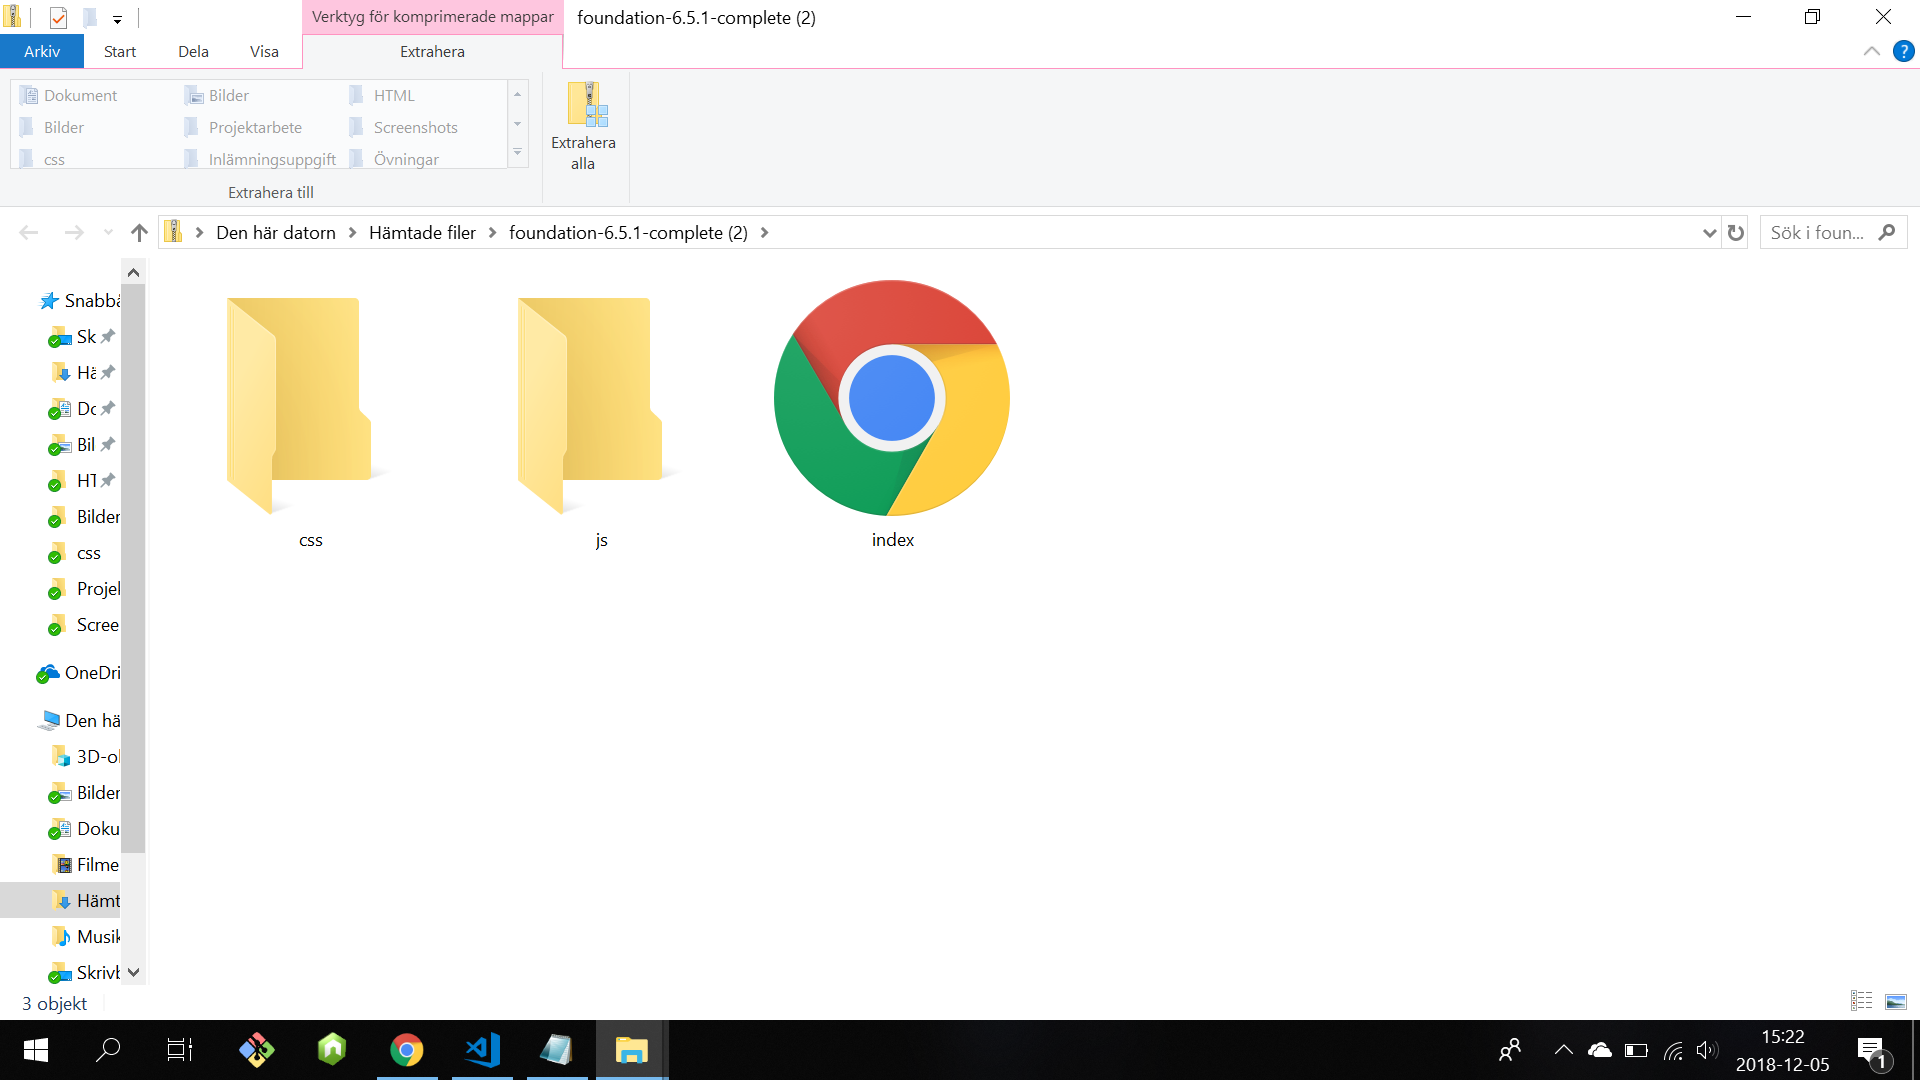 Verktyg för komprimerade mappar
foundation-6.5.1-complete (2)
Arkiv
Start
Dela
Visa
Extrahera
?
Dokument
Bilder
HTML
Bilder
Projektarbete
Screenshots
css
Inlämningsuppgift
Övningar
Extrahera till
Extrahera
alla
Den här datorn
Hämtade filer
foundation-6.5.1-complete (2)
Sök i foun...
Snabbä
Sk
Hä
Do
Bil
HT
Bilder
css
Projel
Scree
OneDri
Den hä
3D-ol
Bilder
Doku
Filme
Hämt
Musik
Skrivb
css
js
index
3 objekt
15:22
2018-12-05
1